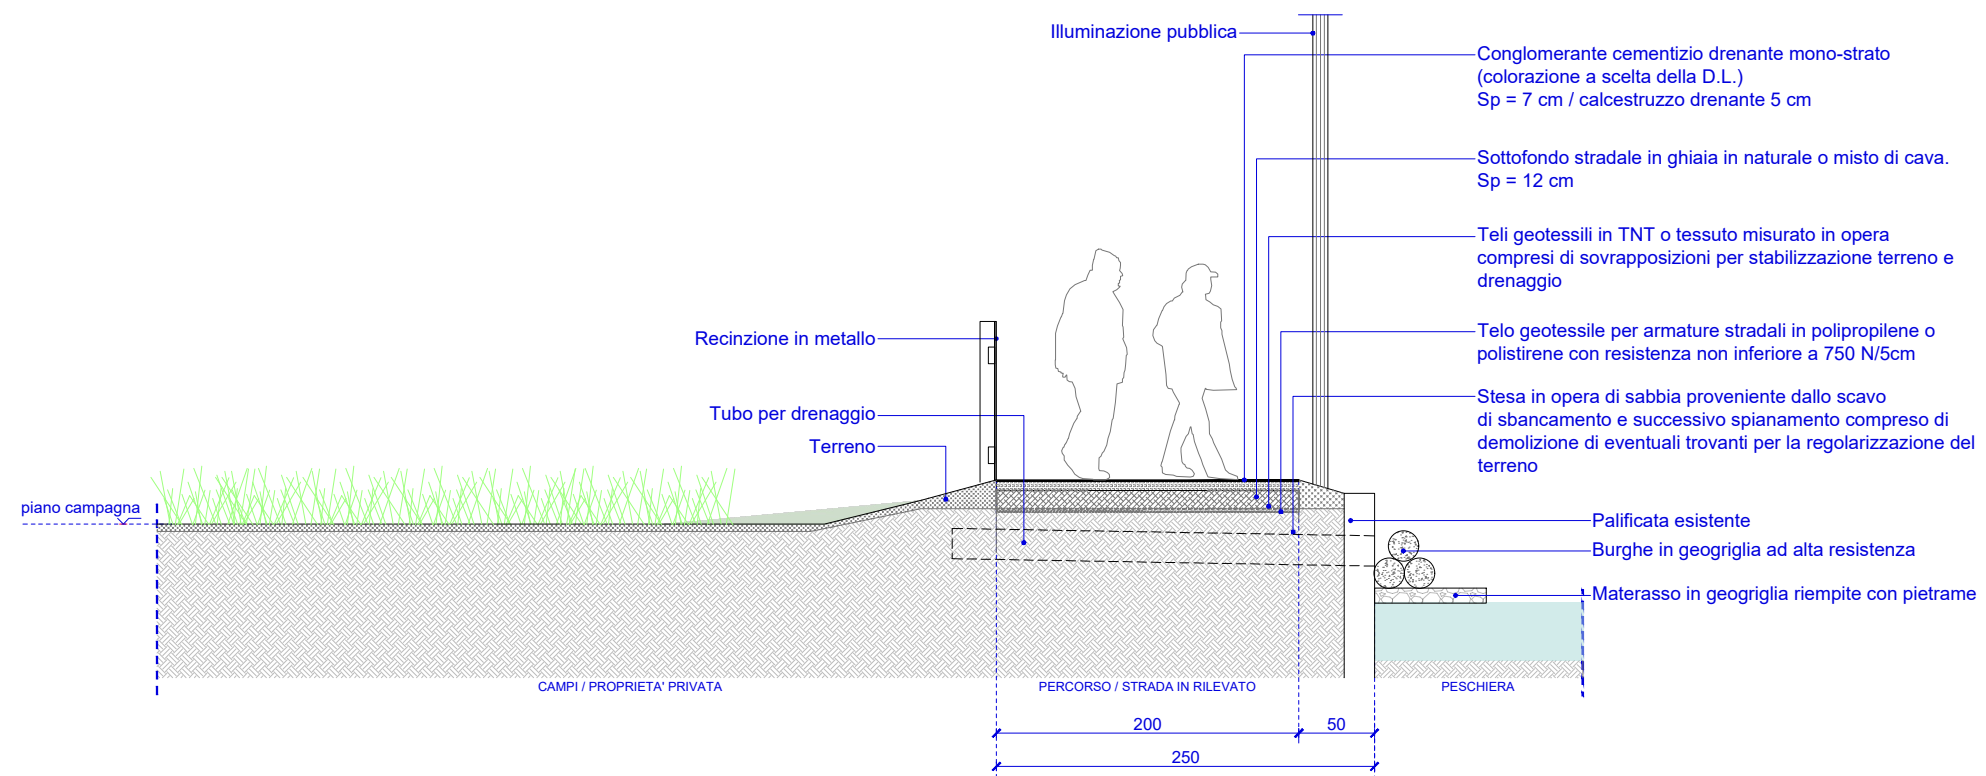 Illuminazione pubblica
Conglomerante cementizio drenante mono-strato
(colorazione a scelta della D.L.)
Sp = 7 cm / calcestruzzo drenante 5 cm
Sottofondo stradale in ghiaia in naturale o misto di cava.
Sp = 12 cm
Teli geotessili in TNT o tessuto misurato in opera
compresi di sovrapposizioni per stabilizzazione terreno e
drenaggio
Recinzione in metallo
Telo geotessile per armature stradali in polipropilene o
polistirene con resistenza non inferiore a 750 N/5cm
Tubo per drenaggio
Terreno
Stesa in opera di sabbia proveniente dallo scavo
di sbancamento e successivo spianamento compreso di
demolizione di eventuali trovanti per la regolarizzazione del
terreno
piano campagna
Palificata esistente
Burghe in geogriglia ad alta resistenza
Materasso in geogriglia riempite con pietrame
CAMPI / PROPRIETA' PRIVATA
PERCORSO / STRADA IN RILEVATO
PESCHIERA
200
50
250